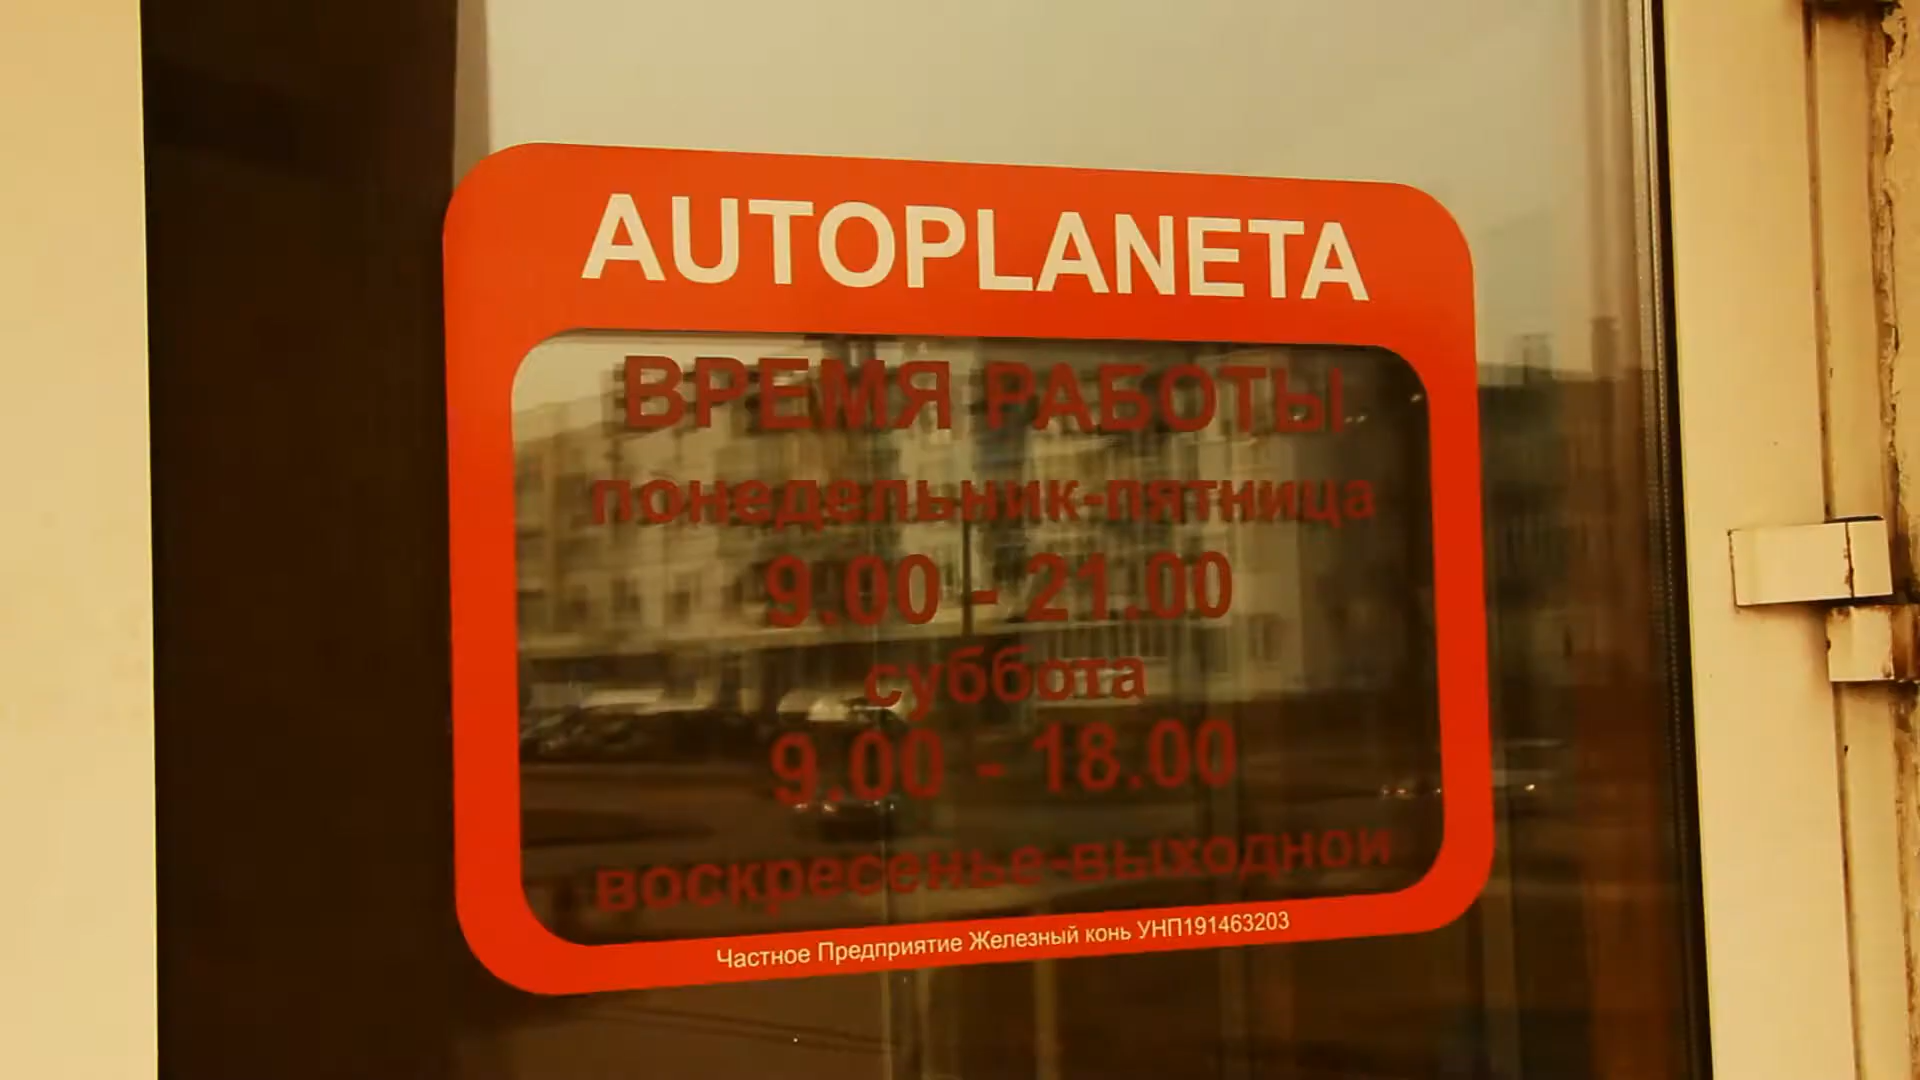 AUTOPLANETA
ВРЕМЯ РАБОТЫ
понедельник-пятница
9.00 - 21.00
суббота
9.00 - 18.00
воскресенье-выходной
Частное Предприятие Железный конь УНП191463203